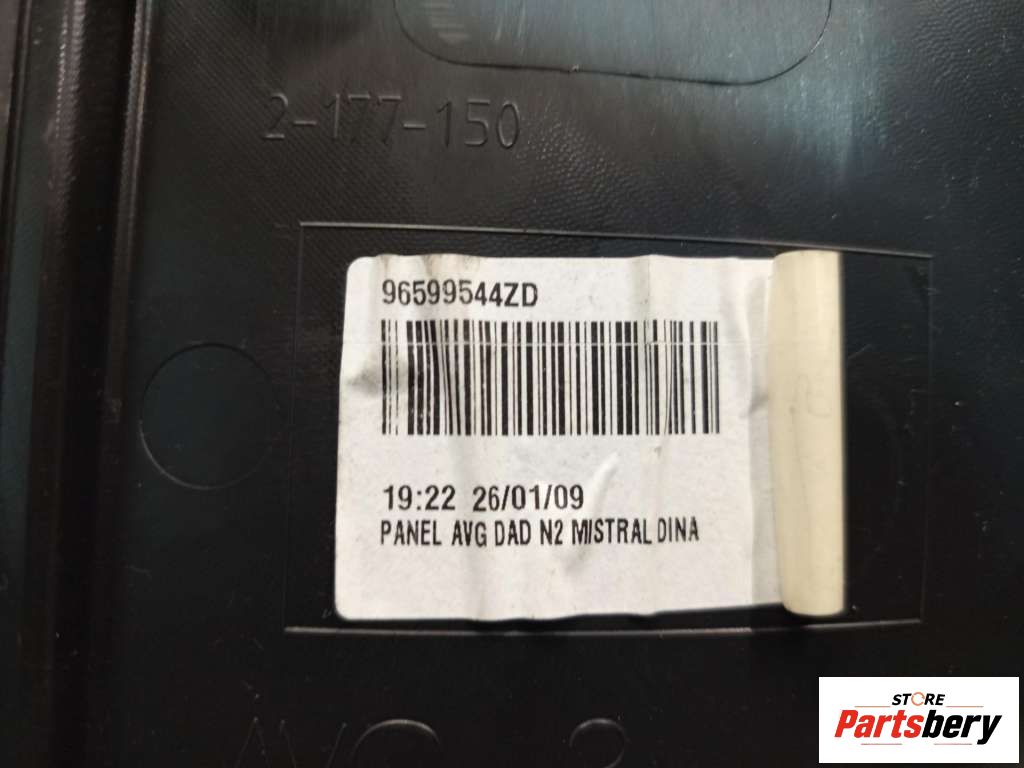 2-177-150
96599544ZD
19:22 26/01/09
PANEL AVG DAD N2 MISTRAL DINA
STORE
Partsbery